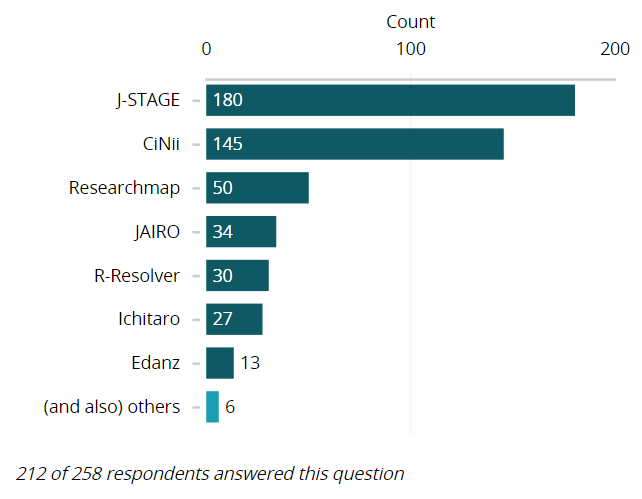 Count
0 100 200
J-STAGE 180
CiNii 145
Researchmap 50
JAIRO 34
R-Resolver 30
Ichitaro 27
Edanz 13
(and also) others 6
212 of 258 respondents answered this question